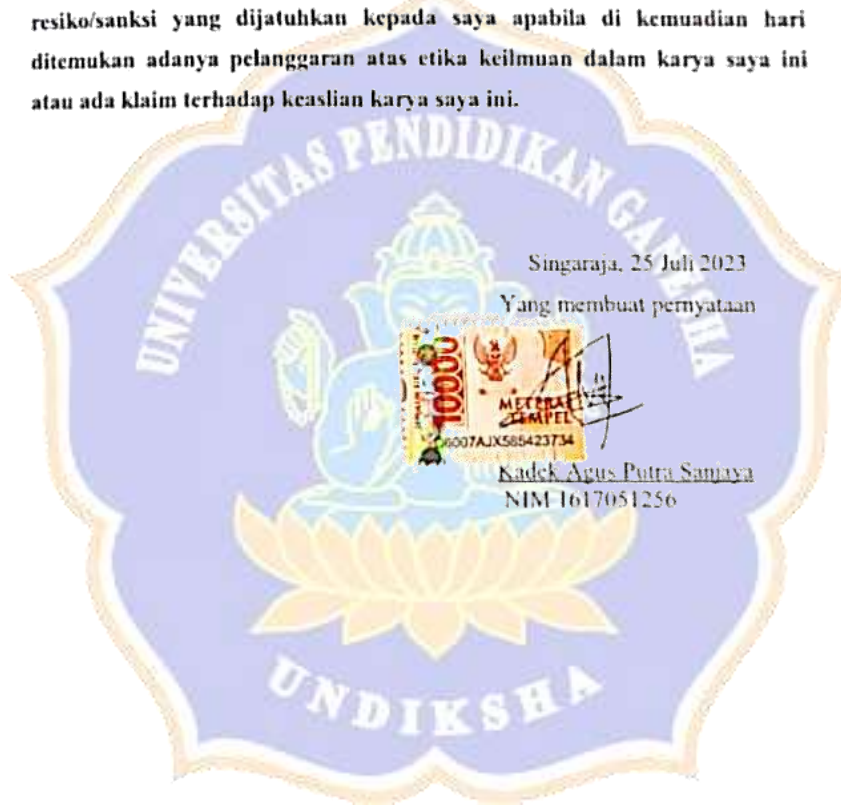 resiko/sanksi yang dijatuhkan kepada saya apabila di kemuadian hari
ditemukan adanya pelanggaran atas etika keilmuan dalam karya saya ini
atau ada klaim terhadap keaslian karya saya ini.
UNIVERSITAS PENDIDIKAN GANESHA
Singaraja, 25 Juli 2023
Yang membuat pernyataan
10000
METERAI
TEMPEL
6007AJX585423734
Kadek Agus Putra Sanjaya
NIM 1617051256
UNDIKSHA